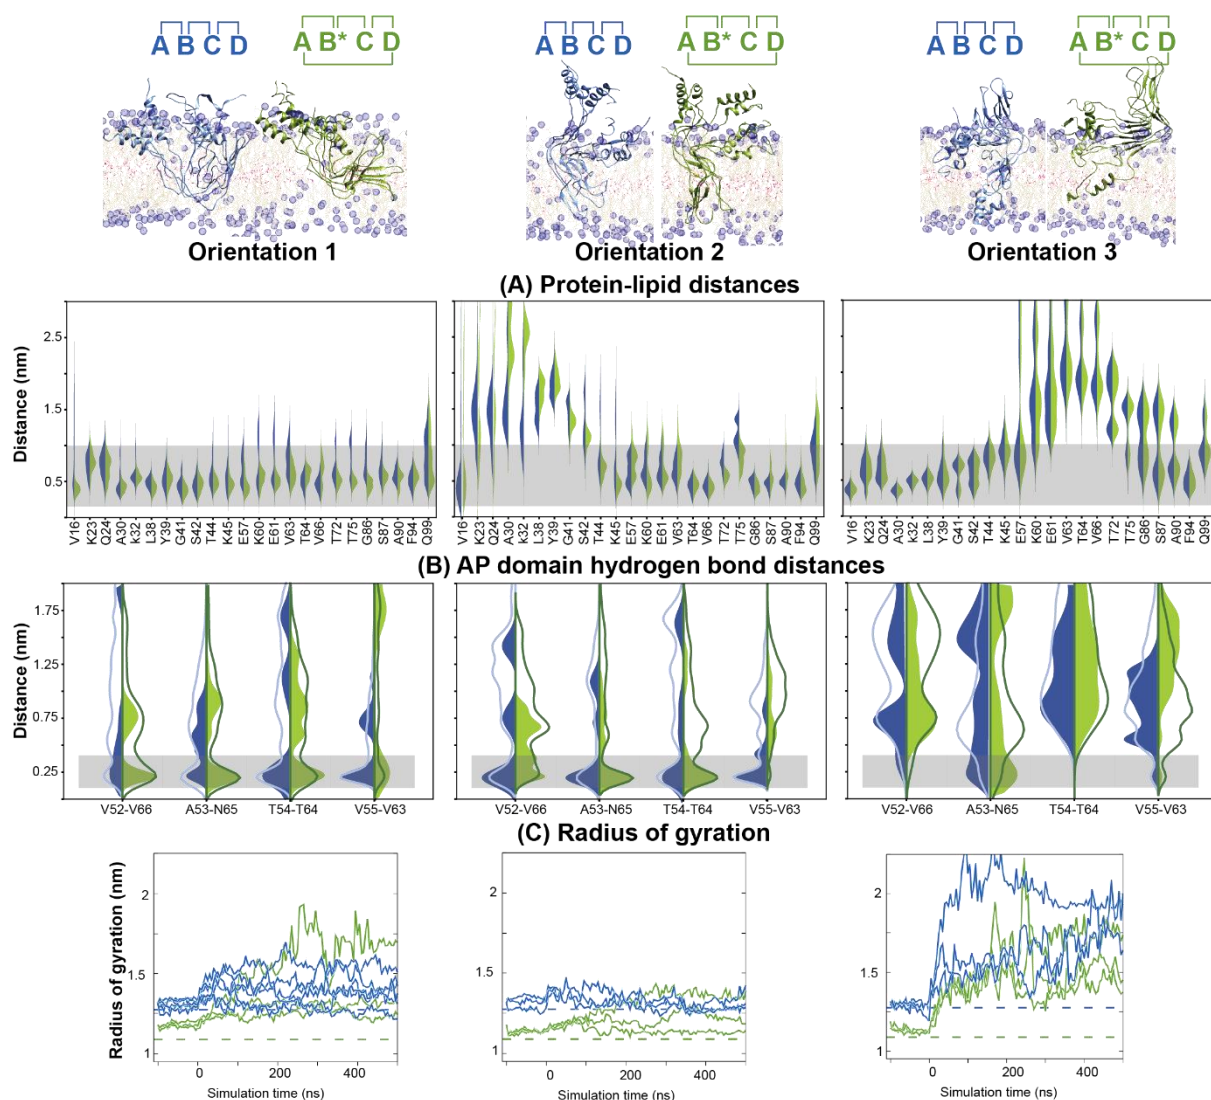 A B C D A B* C D A B C D A B* C D A B C D A B* C D
Orientation 1 Orientation 2 Orientation 3
(A) Protein-lipid distances
Distance (nm)
2.5
1.5
0.5
V16 K23 Q24 A30 k32 L38 Y39 G41 S42 T44 K45 E57 K60 E61 V63 T64 V66 T72 T75 G86 S87 A90 F94 Q99
V16 K23 Q24 A30 k32 L38 Y39 G41 S42 T44 K45 E57 K60 E61 V63 T64 V66 T72 T75 G86 S87 A90 F94 Q99
V16 K23 Q24 A30 k32 L38 Y39 G41 S42 T44 K45 E57 K60 E61 V63 T64 V66 T72 T75 G86 S87 A90 F94 Q99
(B) AP domain hydrogen bond distances
Distance (nm)
1.75
1.25
0.75
0.25
V52-V66 A53-N65 T54-T64 V55-V63
V52-V66 A53-N65 T54-T64 V55-V63
V52-V66 A53-N65 T54-T64 V55-V63
(C) Radius of gyration
Radius of gyration (nm)
2
1.5
1
0 200 400
Simulation time (ns)
2
1.5
1
0 200 400
Simulation time (ns)
2
1.5
1
0 200 400
Simulation time (ns)